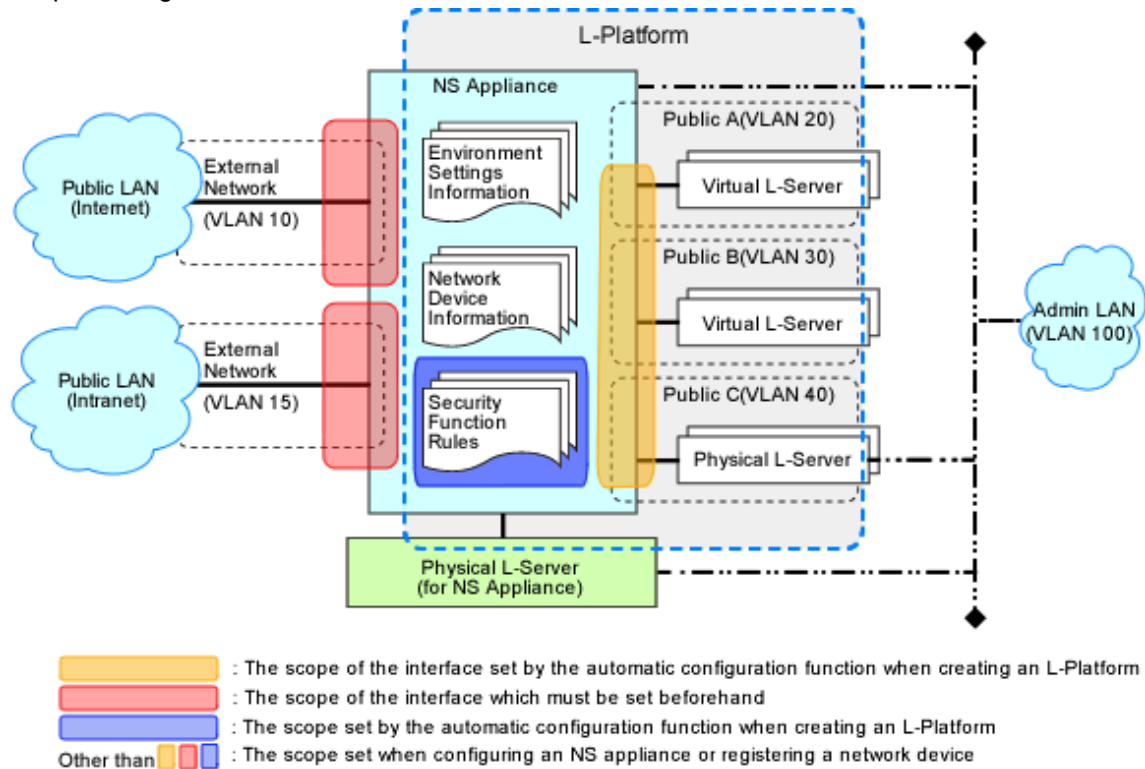 L-Platform
NS Appliance
Public A(VLAN 20)
Environment
Settings
Information
External
Network
(VLAN 10)
Public LAN
(Internet)
Virtual L-Server
Public B(VLAN 30)
Network
Device
Information
Virtual L-Server
Admin LAN
(VLAN 100)
External
Network
(VLAN 15)
Public LAN
(Intranet)
Public C(VLAN 40)
Security
Function
Rules
Physical L-Server
Physical L-Server
(for NS Appliance)
: The scope of the interface set by the automatic configuration function when creating an L-Platform
: The scope of the interface which must be set beforehand
: The scope set by the automatic configuration function when creating an L-Platform
Other than : The scope set when configuring an NS appliance or registering a network device